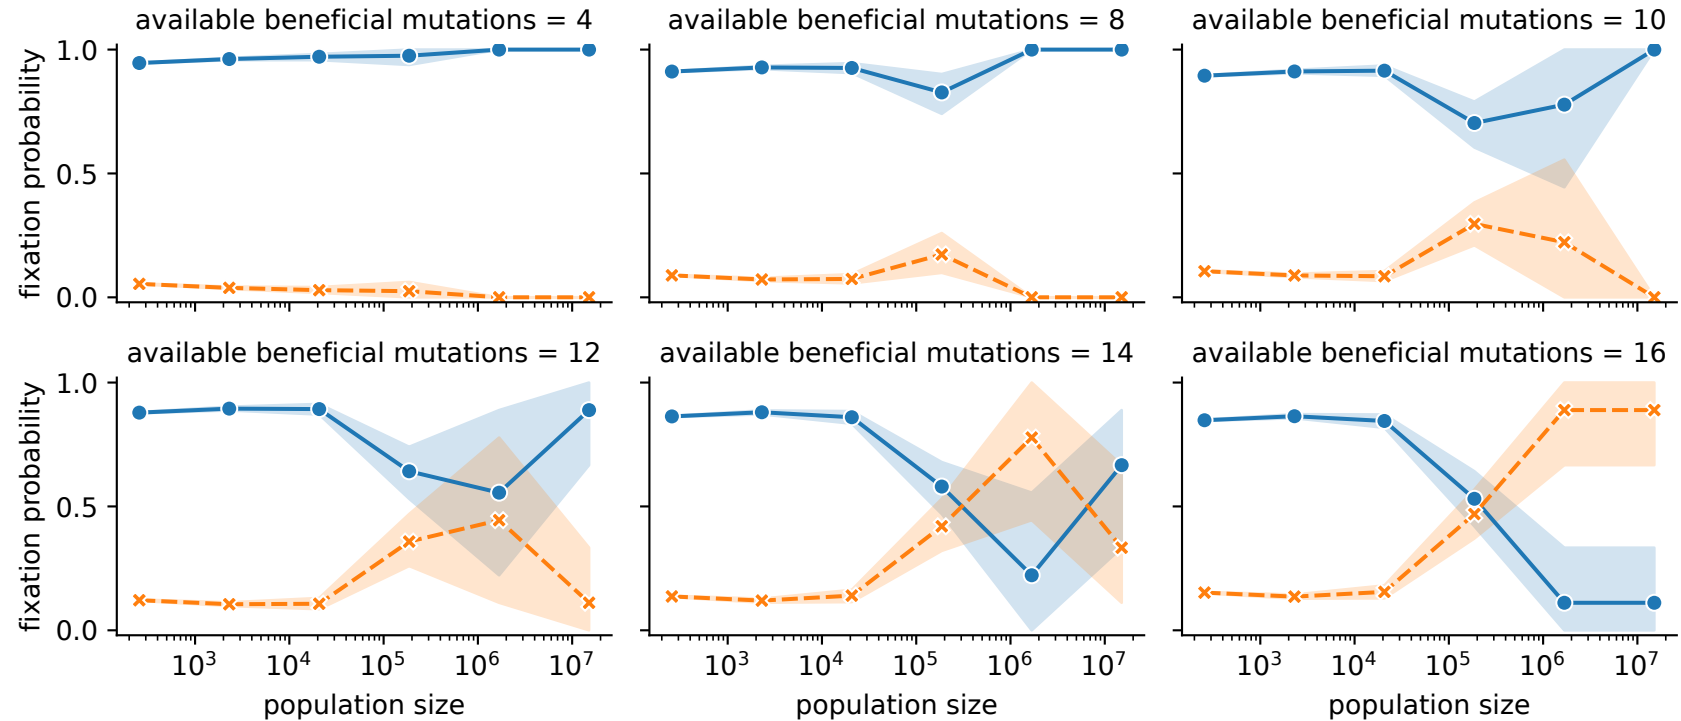 available beneficial mutations = 4
available beneficial mutations = 8
available beneficial mutations = 10
fixation probability
1.0
0.5
0.0
available beneficial mutations = 12
available beneficial mutations = 14
available beneficial mutations = 16
fixation probability
1.0
0.5
0.0
10³ 10⁴ 10⁵ 10⁶ 10⁷
10³ 10⁴ 10⁵ 10⁶ 10⁷
10³ 10⁴ 10⁵ 10⁶ 10⁷
population size
population size
population size